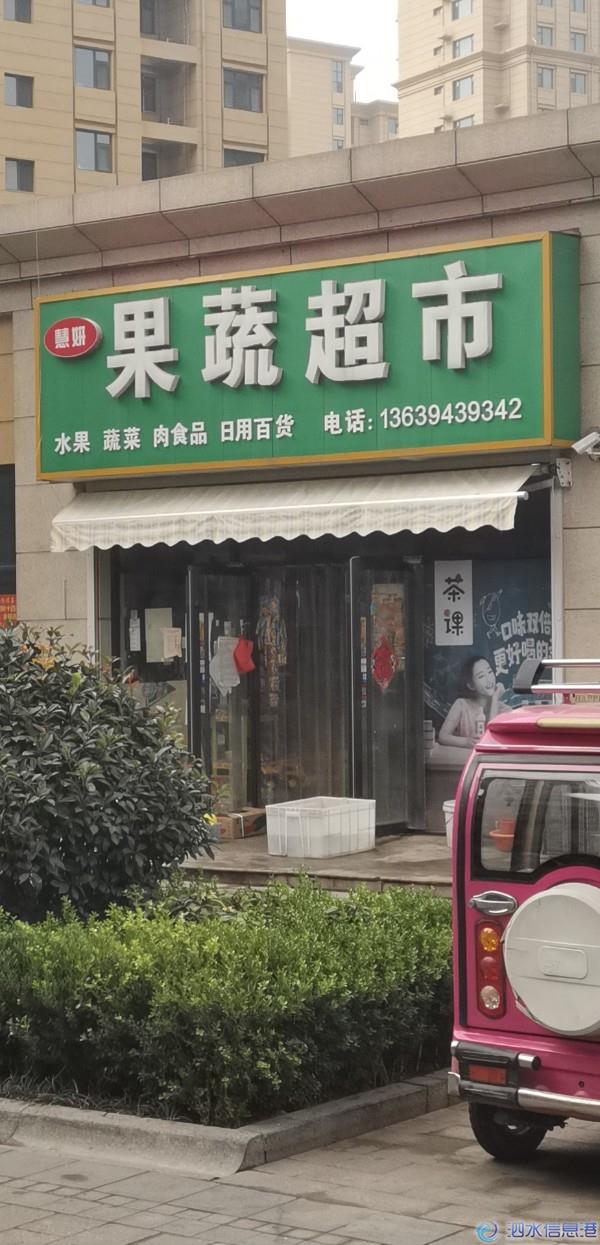 慧妍
果蔬超市
水果 蔬菜 肉食品 日用百货 电话:13639439342
茶课
口味双倍
更好喝的
泗水信息港